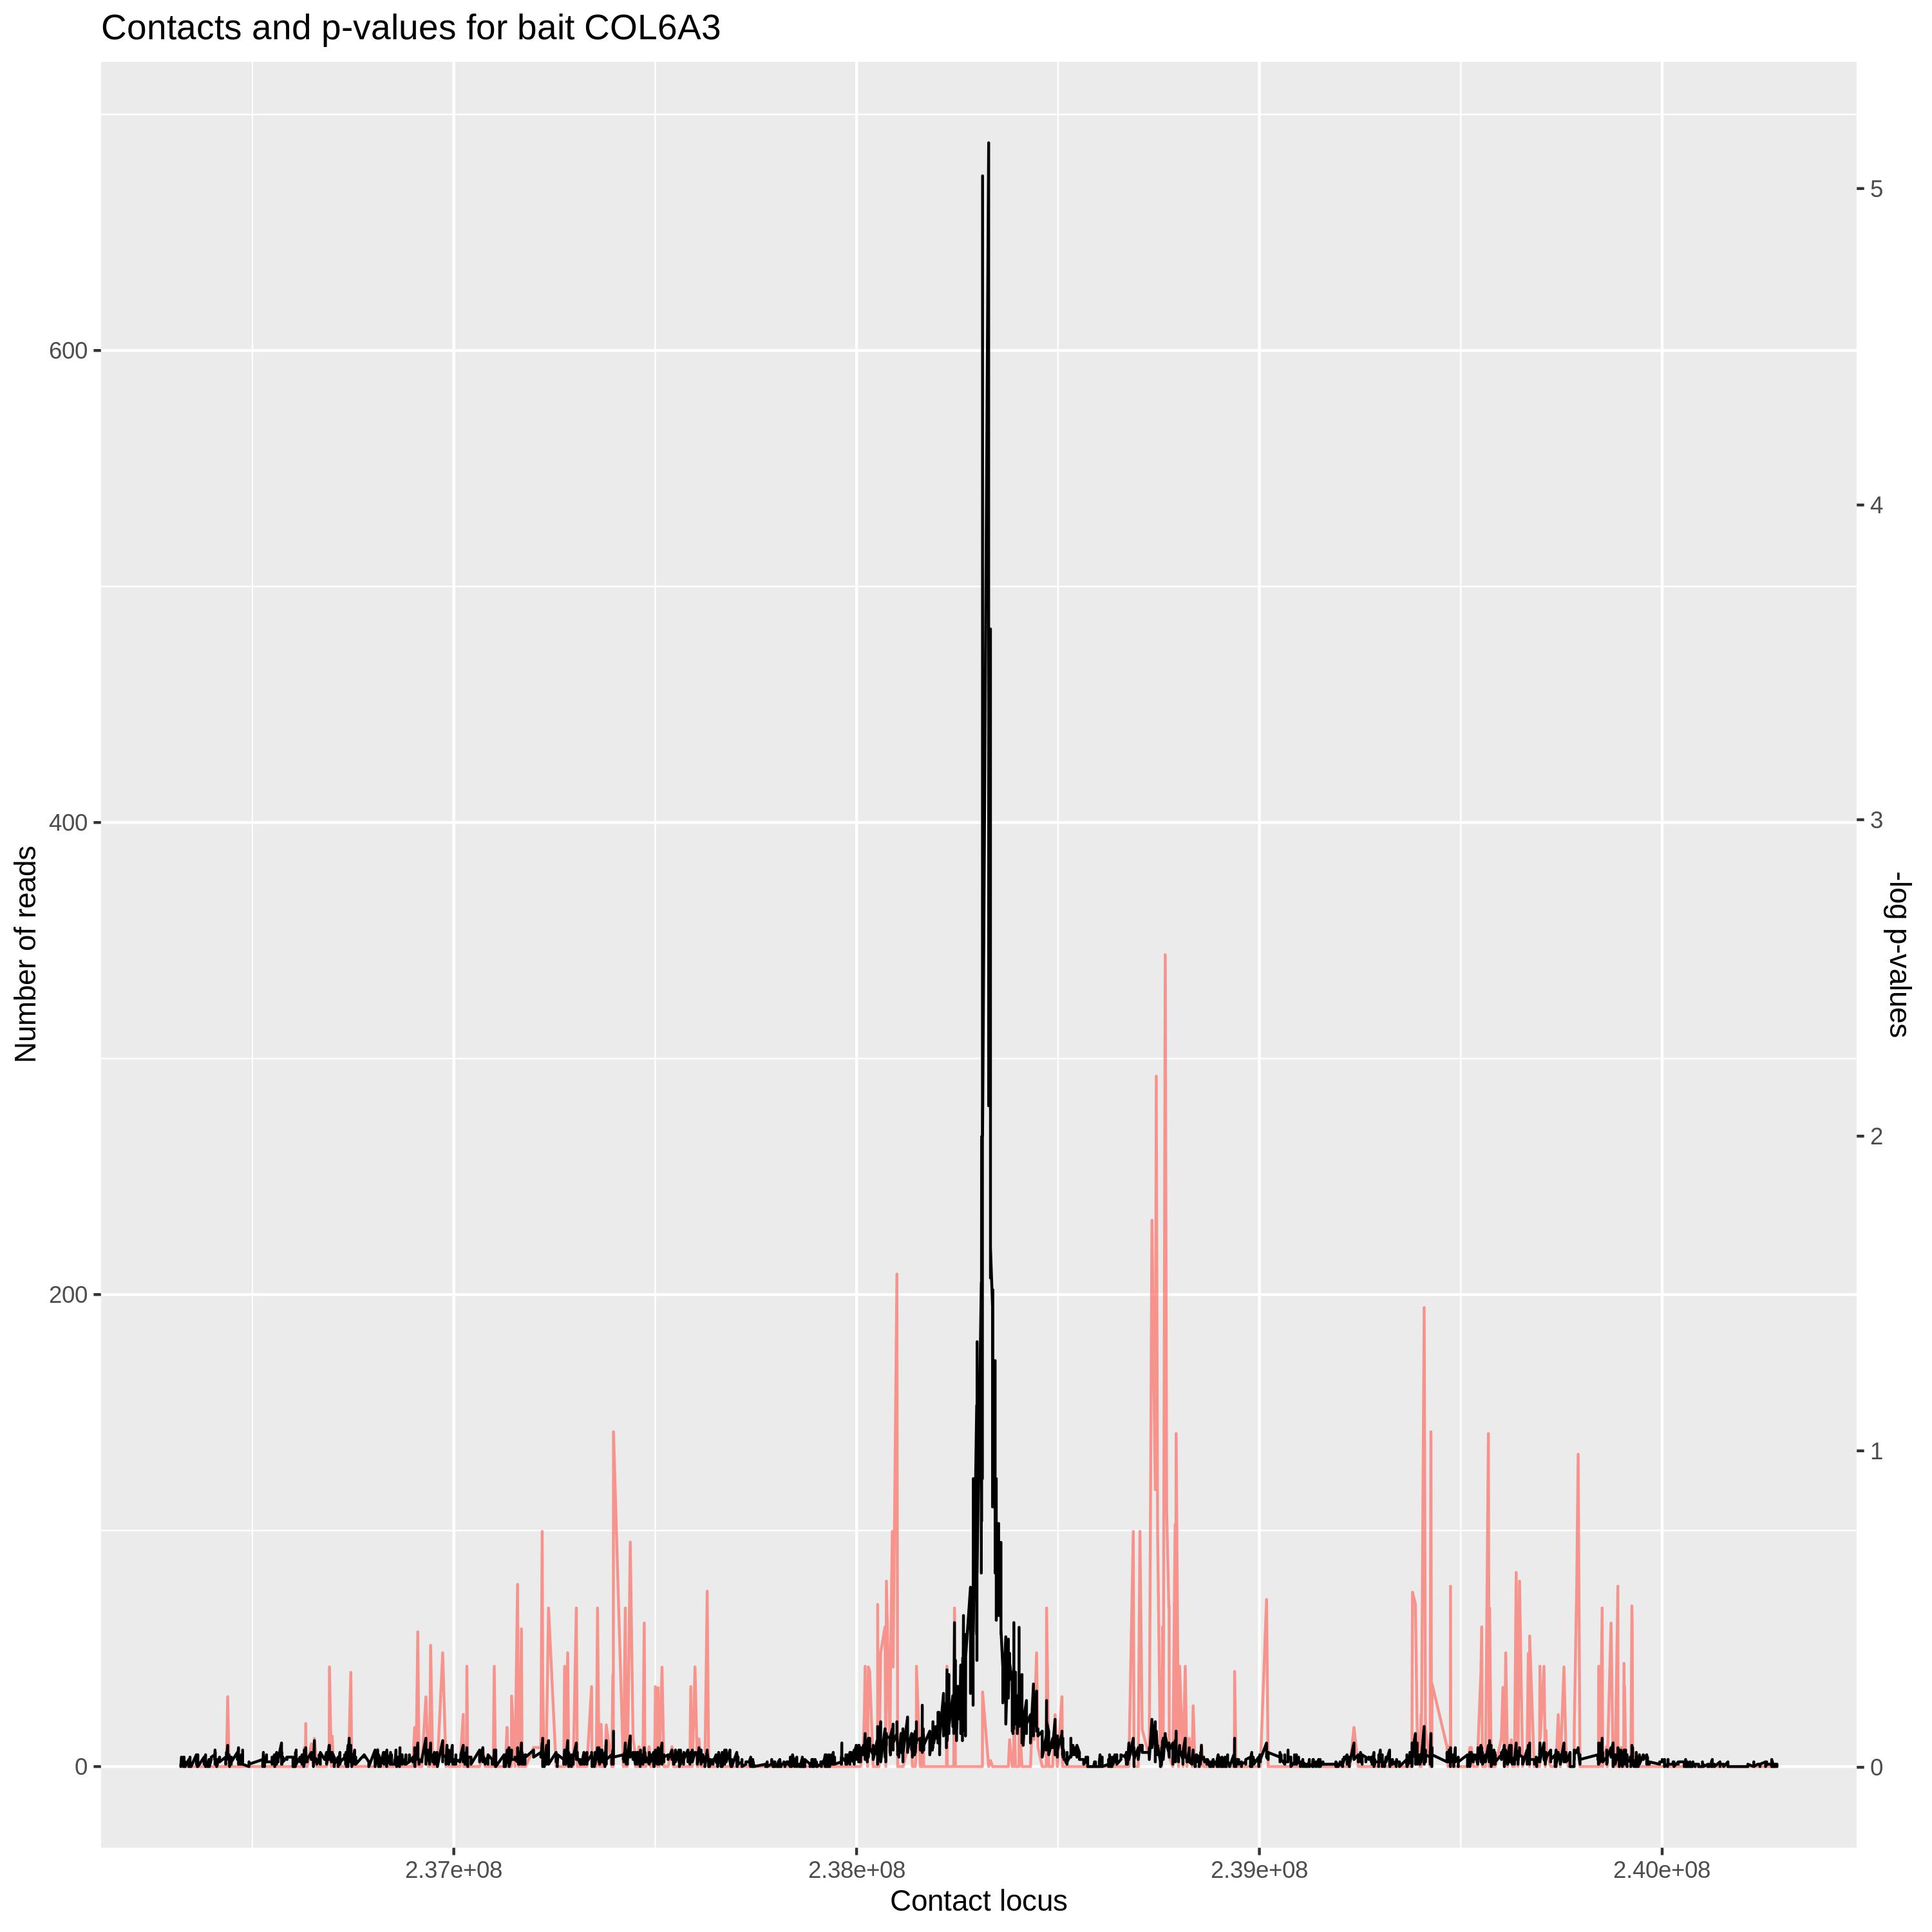 Contacts and p-values for bait COL6A3
Number of reads
600
400
200
0
5
4
3
2
1
0
-log p-values
2.37e+08
2.38e+08
2.39e+08
2.40e+08
Contact locus